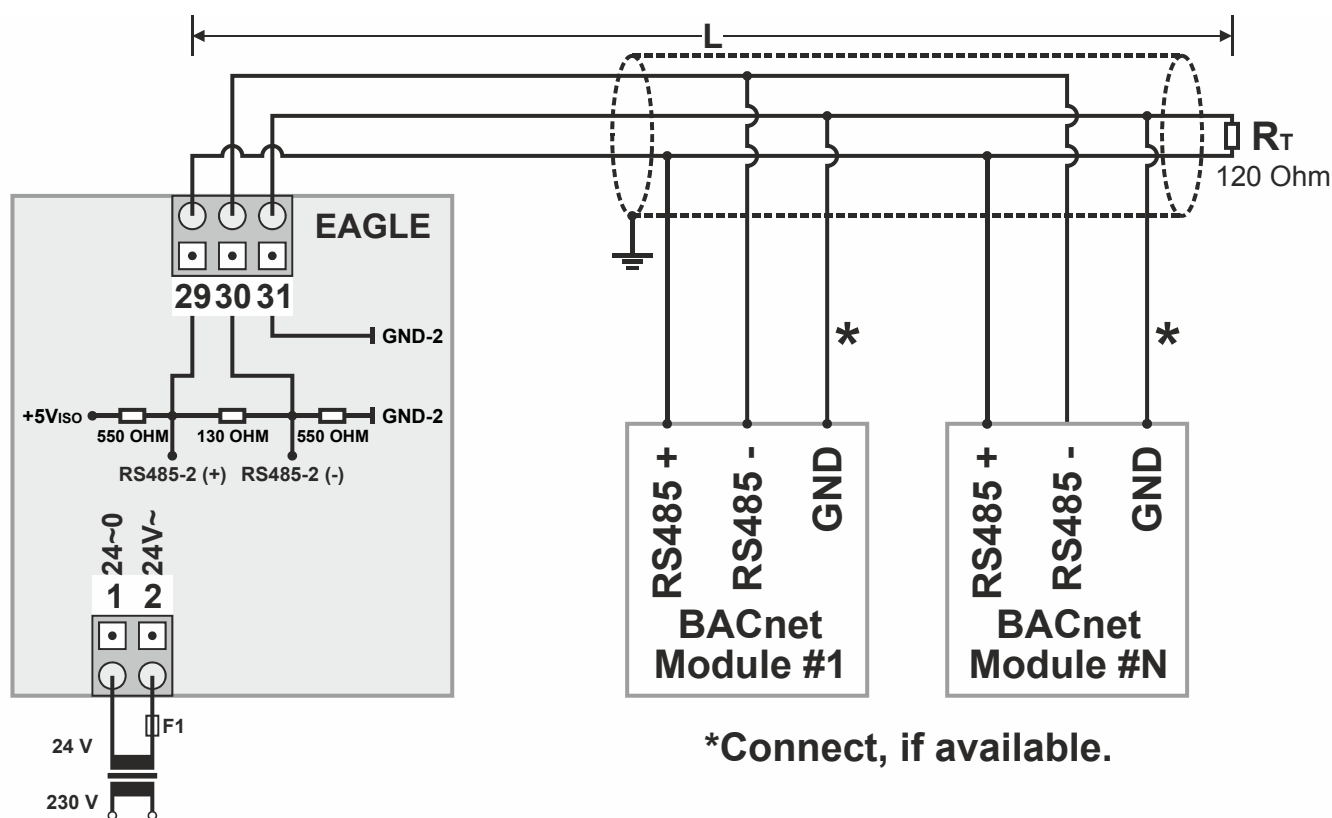 L
RT
120 Ohm
EAGLE
29 30 31
GND-2
+5VISO
GND-2
550 OHM 130 OHM 550 OHM
RS485-2 (+) RS485-2 (-)
24~0
24V~
1 2
F1
24 V
230 V
*
*
RS485 +
RS485 -
GND
BACnet
Module #1
RS485 +
RS485 -
GND
BACnet
Module #N
*Connect, if available.